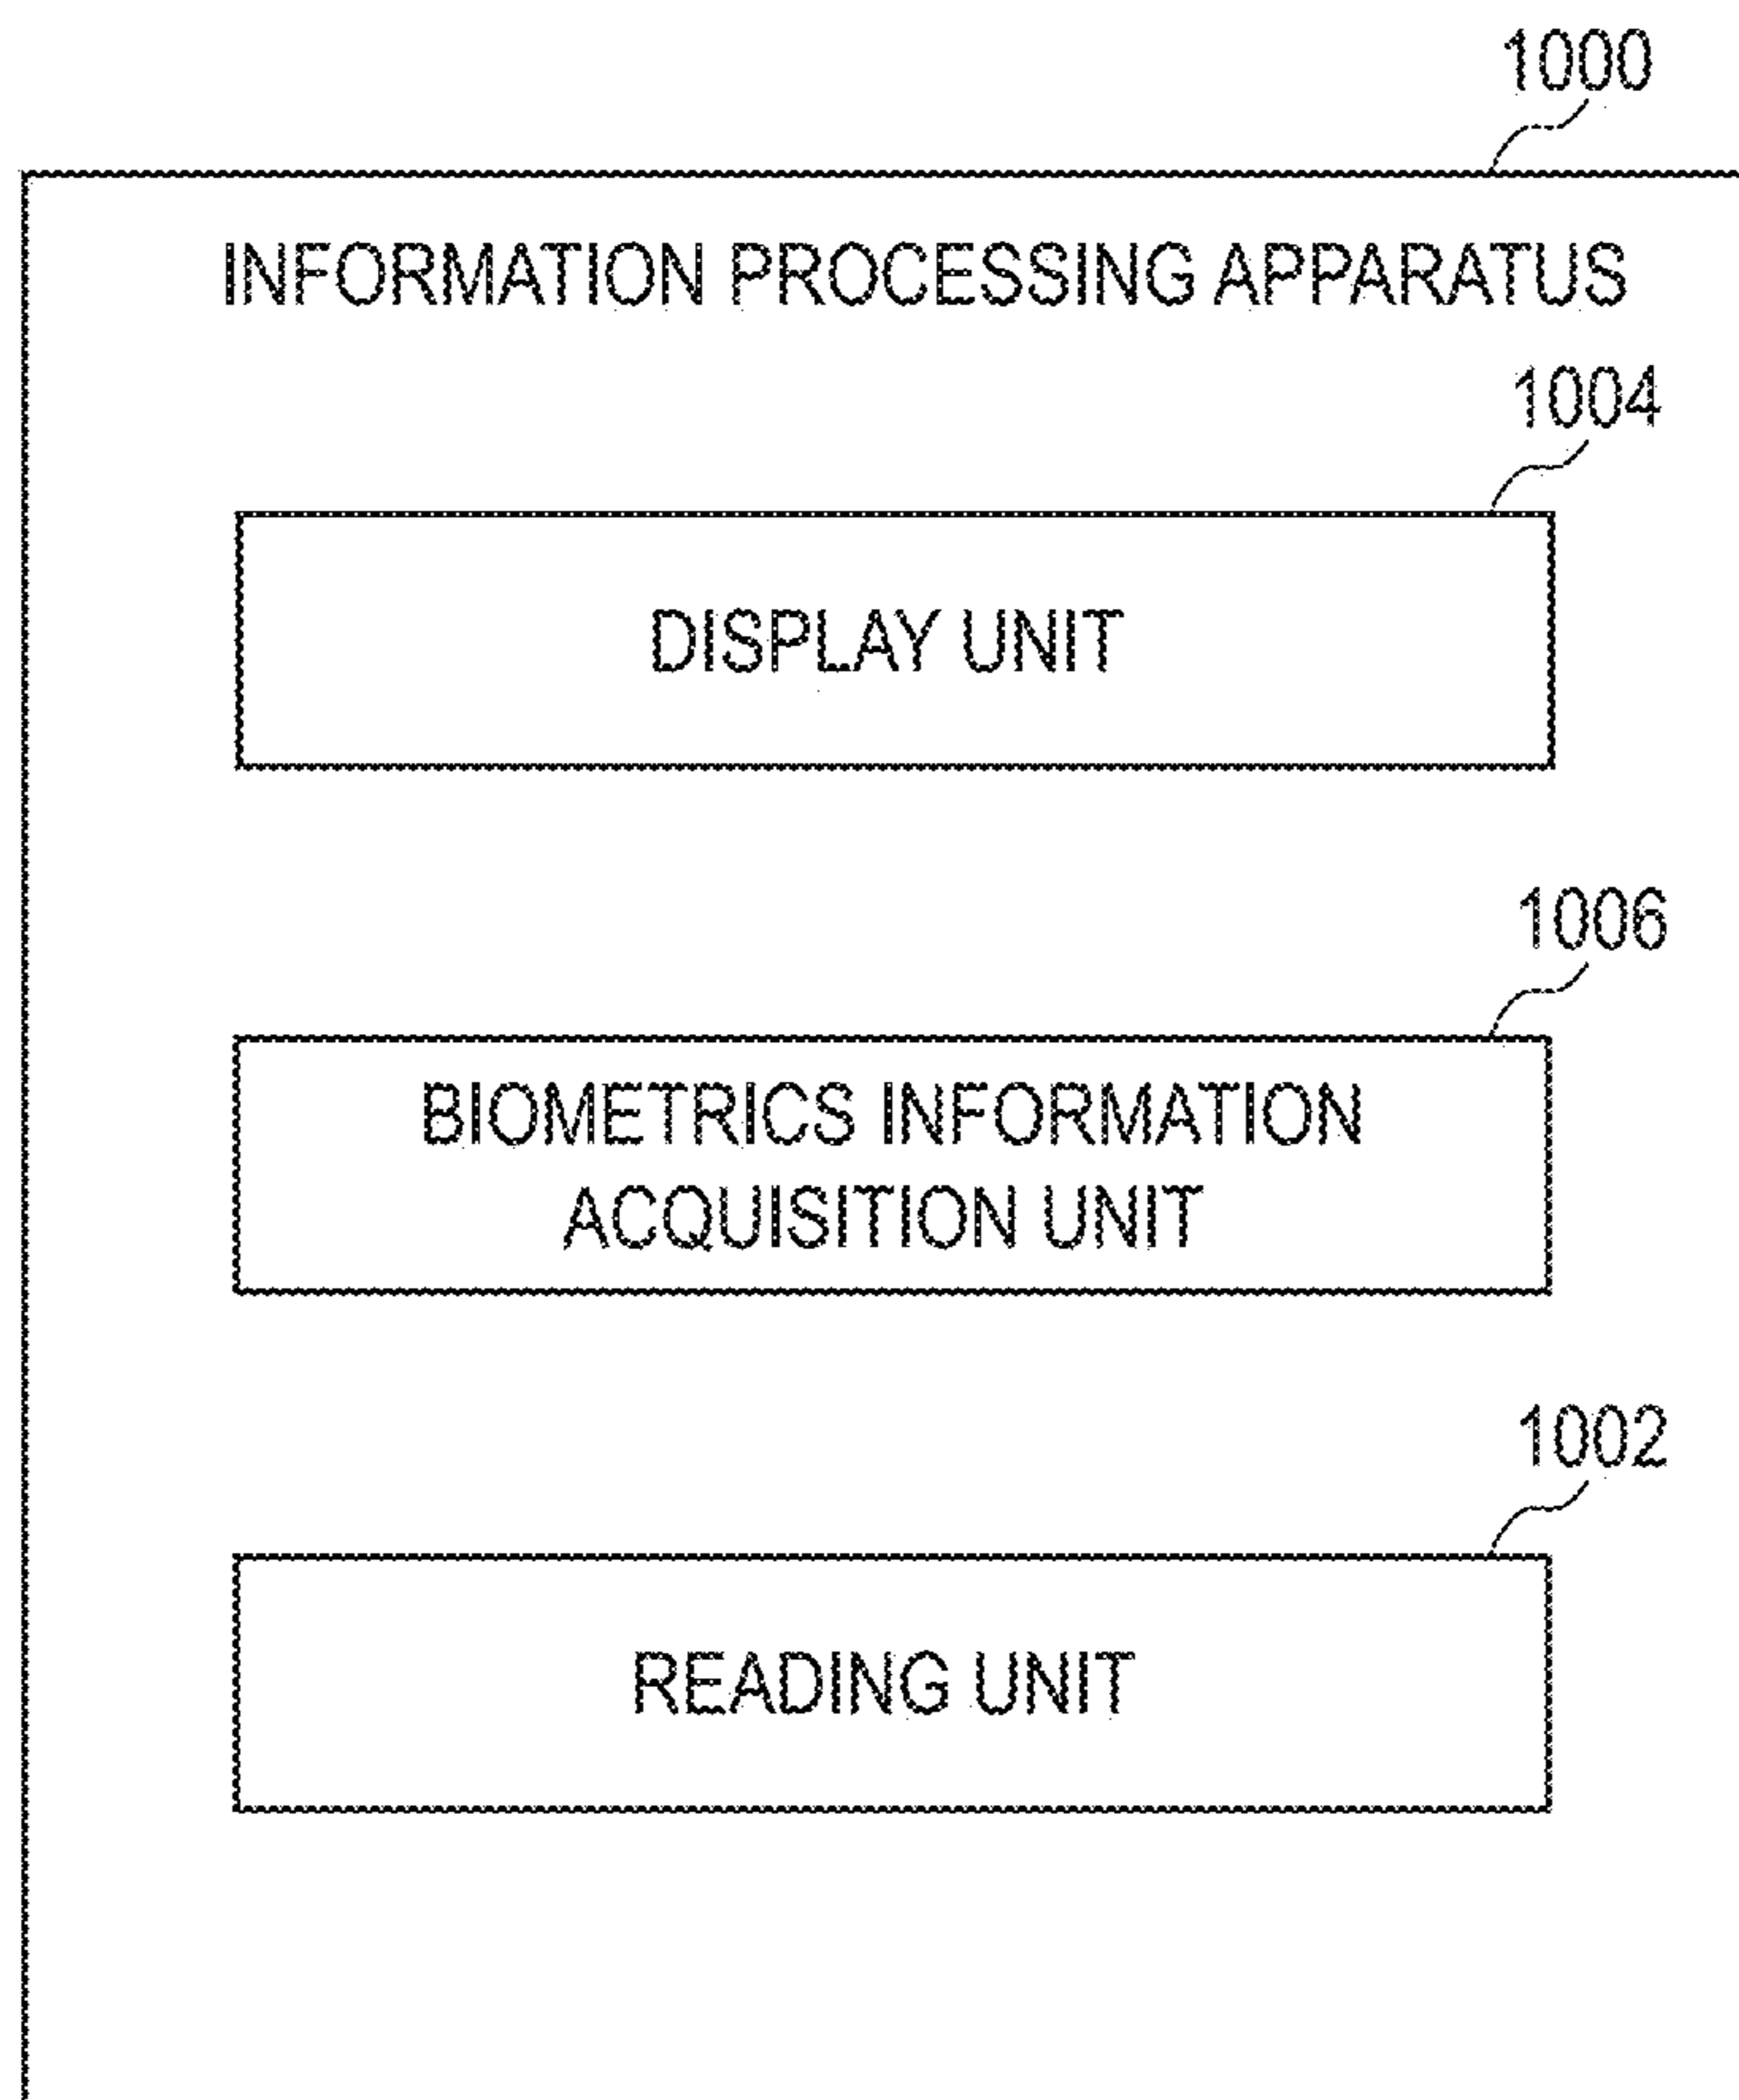 1000
INFORMATION PROCESSING APPARATUS
1004
DISPLAY UNIT
1006
BIOMETRICS INFORMATION
ACQUISITION UNIT
1002
READING UNIT